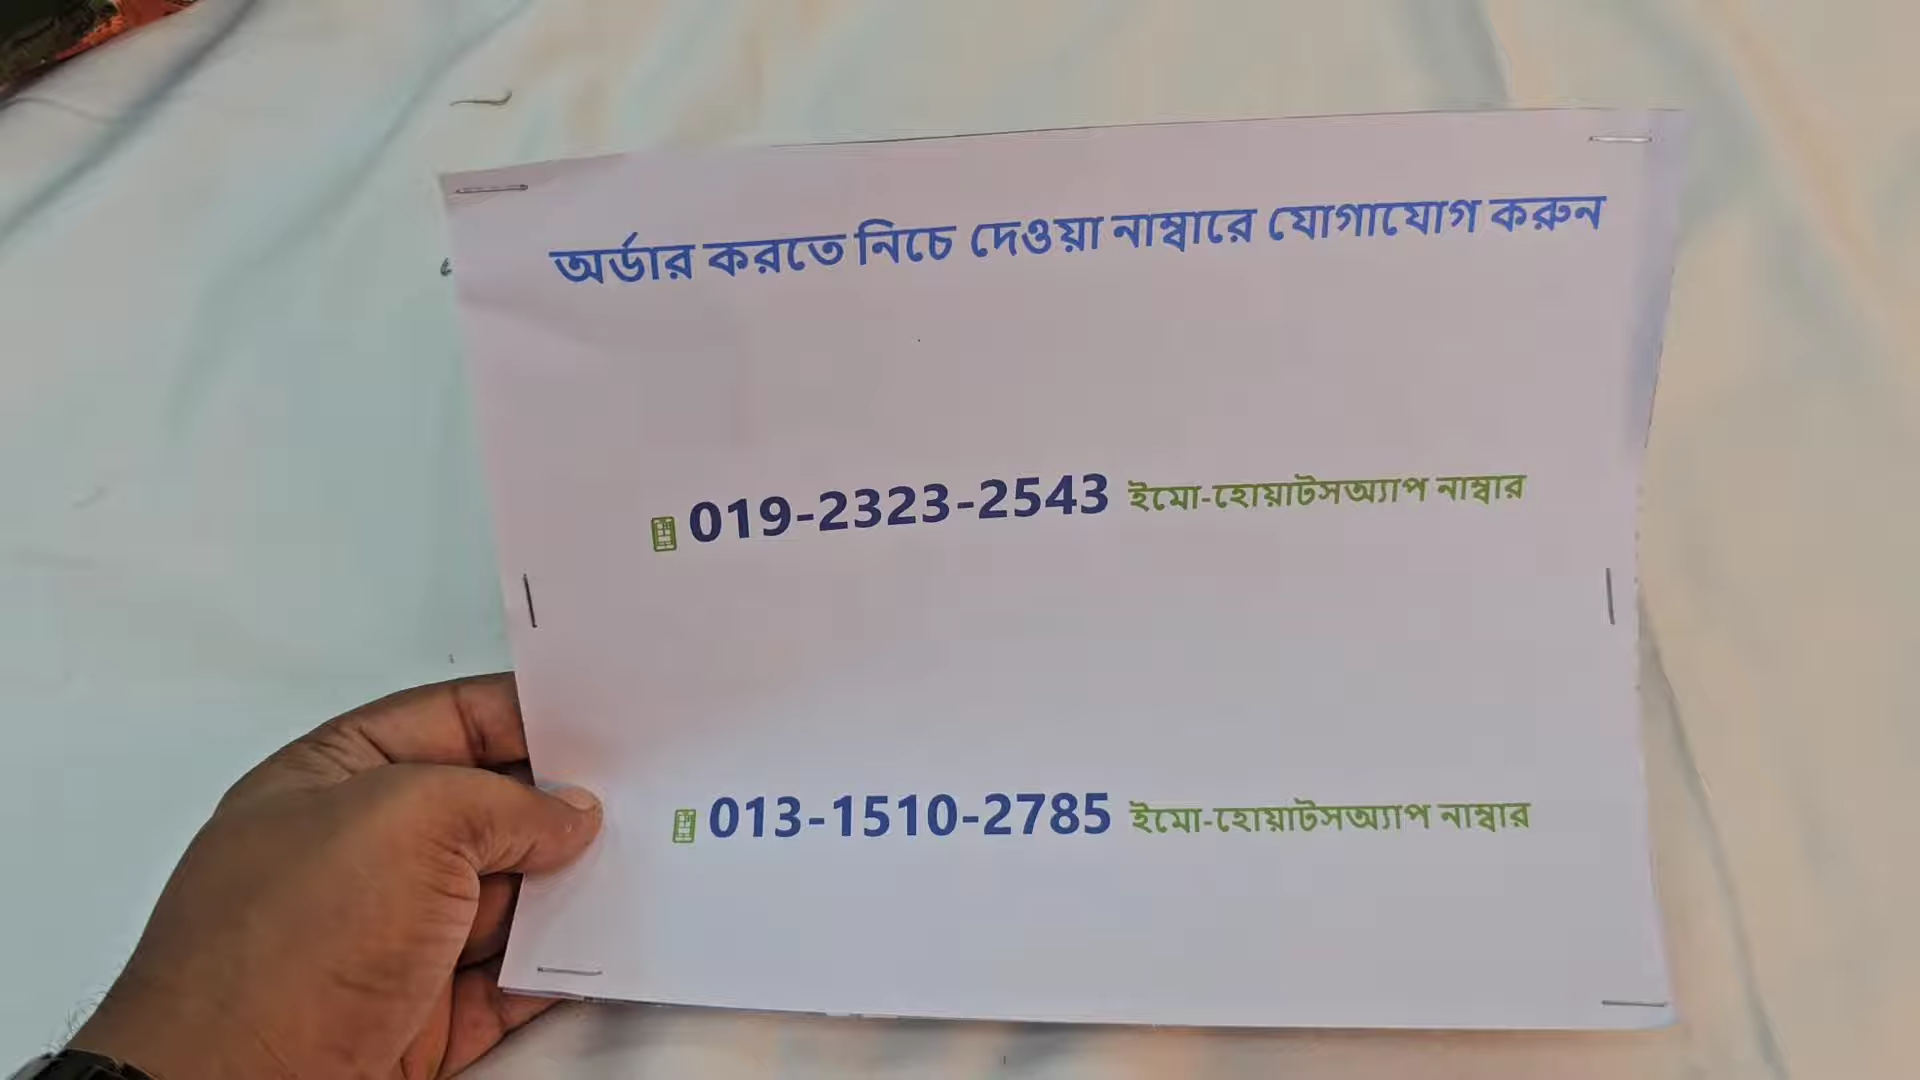 অর্ডার করতে নিচে দেওয়া নাম্বারে যোগাযোগ করুন
019-2323-2543 ইমো-হোয়াটসঅ্যাপ নাম্বার
013-1510-2785 ইমো-হোয়াটসঅ্যাপ নাম্বার